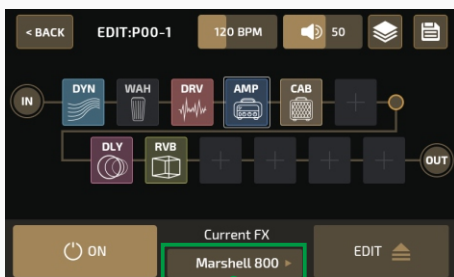 < BACK EDIT:P00-1 120 BPM 50
DYN WAH DRV AMP CAB
IN
DLY RVB
OUT
Current FX
ON Marshell 800 EDIT